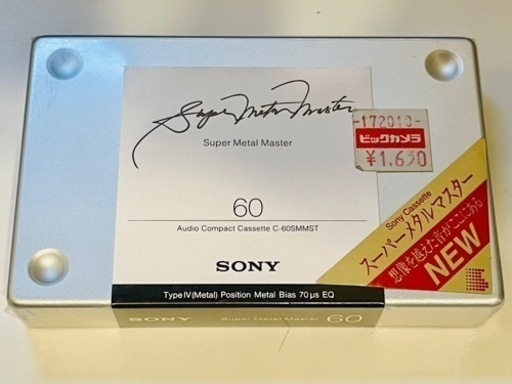 Super Metal Master
Super Metal Master
60
Audio Compact Cassette C-60SMMST
SONY
-172010-
ビックカメラ
¥1,630
Sony Cassette
スーパーメタルマスター
想像を越えた音がここにある
NEW
Type IV (Metal) Position Metal Bias 70 μs EQ
SONY
Super Metal Master
60